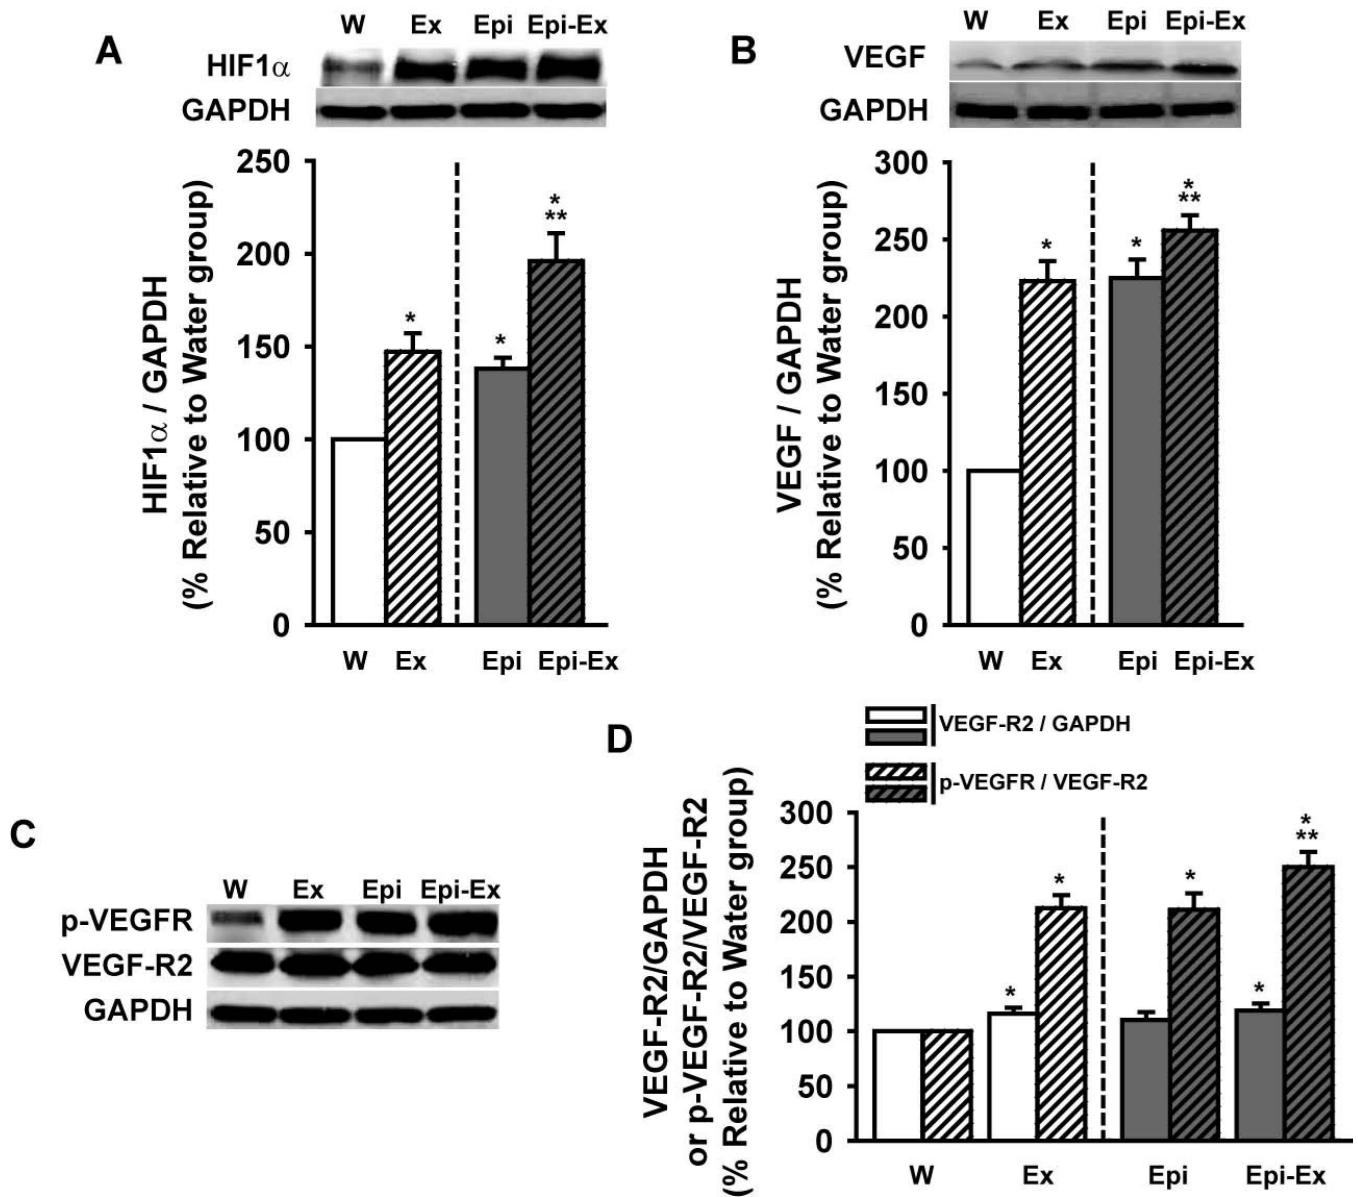 A
W Ex Epi Epi-Ex
HIF1α
GAPDH
HIF1α / GAPDH
(% Relative to Water group)
250
200
150
100
50
0
*
*
*
**
W Ex Epi Epi-Ex
B
W Ex Epi Epi-Ex
VEGF
GAPDH
VEGF / GAPDH
(% Relative to Water group)
300
250
200
150
100
50
0
*
*
*
**
W Ex Epi Epi-Ex
C
W Ex Epi Epi-Ex
p-VEGFR
VEGF-R2
GAPDH
D
VEGF-R2 / GAPDH
p-VEGFR / VEGF-R2
VEGF-R2/GAPDH
or p-VEGF-R2/VEGF-R2
(% Relative to Water group)
300
250
200
150
100
50
0
*
*
*
*
*
**
W Ex Epi Epi-Ex